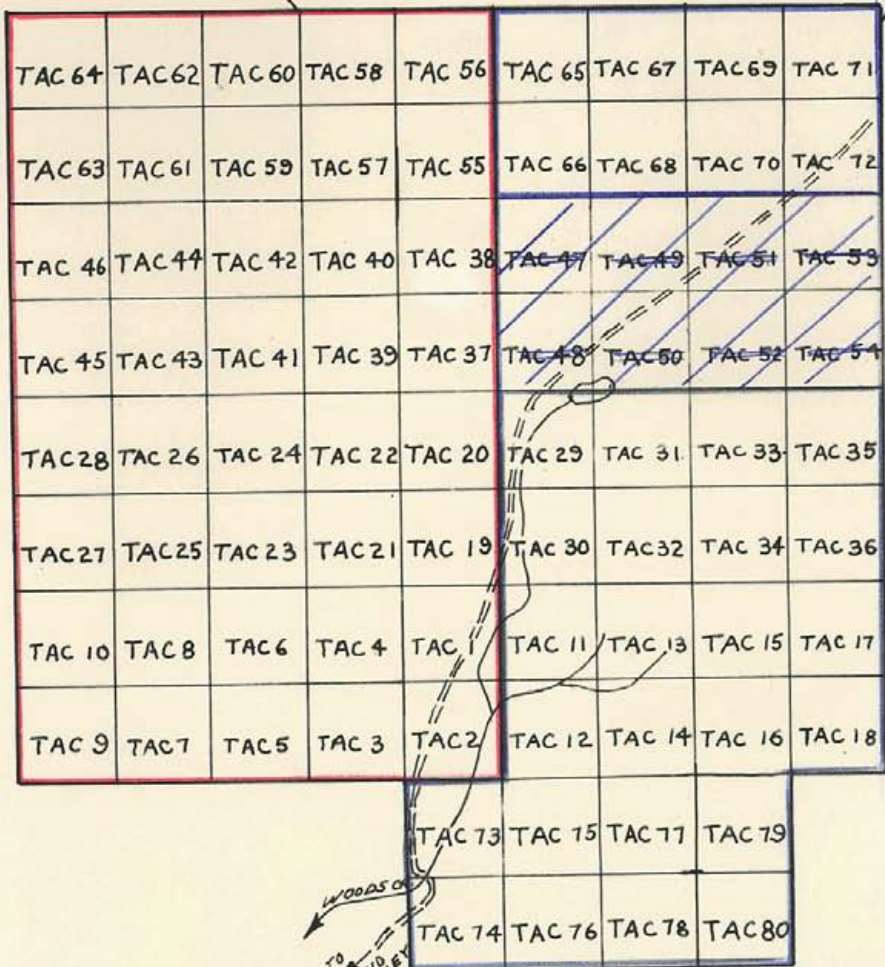 TAC 64 TAC 62 TAC 60 TAC 58 TAC 56 TAC 65 TAC 67 TAC 69 TAC 71
TAC 63 TAC 61 TAC 59 TAC 57 TAC 55 TAC 66 TAC 68 TAC 70 TAC 72
TAC 46 TAC 44 TAC 42 TAC 40 TAC 38 TAC 47 TAC 49 TAC 51 TAC 53
TAC 45 TAC 43 TAC 41 TAC 39 TAC 37 TAC 48 TAC 50 TAC 52 TAC 54
TAC 28 TAC 26 TAC 24 TAC 22 TAC 20 TAC 29 TAC 31 TAC 33 TAC 35
TAC 27 TAC 25 TAC 23 TAC 21 TAC 19 TAC 30 TAC 32 TAC 34 TAC 36
TAC 10 TAC 8 TAC 6 TAC 4 TAC 1 TAC 11 TAC 13 TAC 15 TAC 17
TAC 9 TAC 7 TAC 5 TAC 3 TAC 2 TAC 12 TAC 14 TAC 16 TAC 18
TAC 73 TAC 75 TAC 77 TAC 79
WOODS
TAC 74 TAC 76 TAC 78 TAC 80
TO